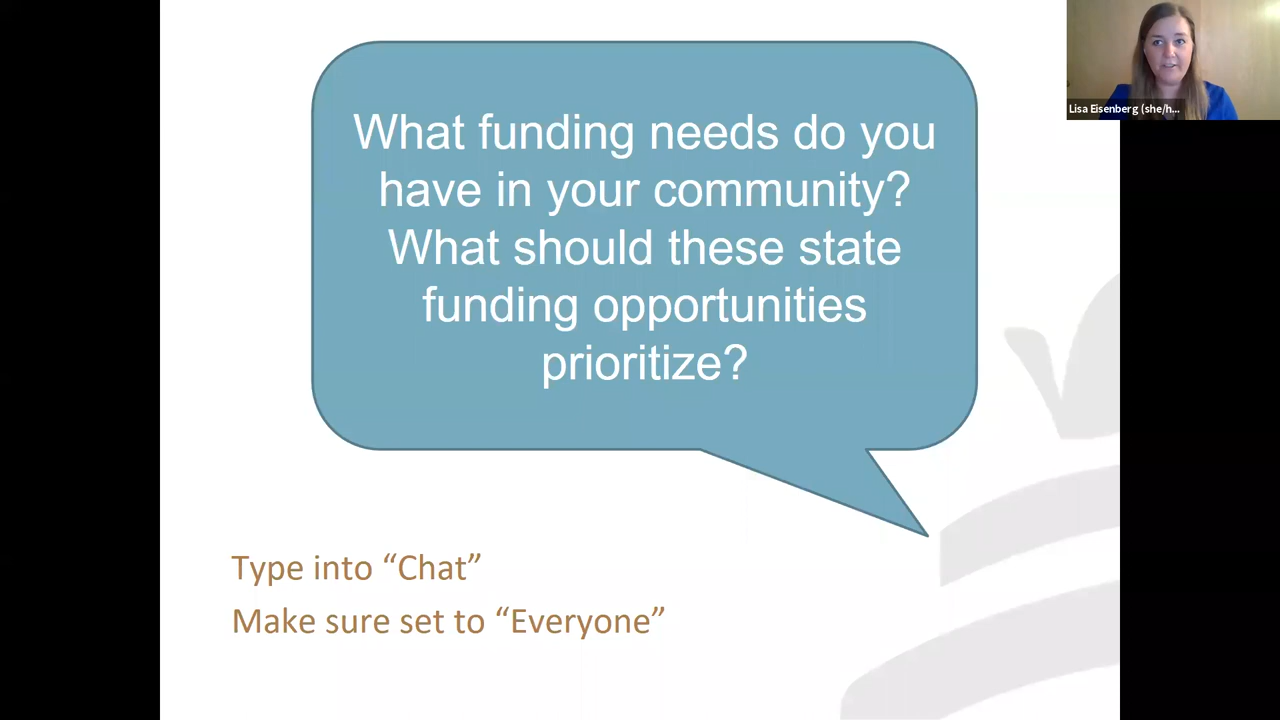 What funding needs do you
have in your community?
What should these state
funding opportunities
prioritize?
Lisa Eisenberg (she/h...
Type into “Chat”
Make sure set to “Everyone”